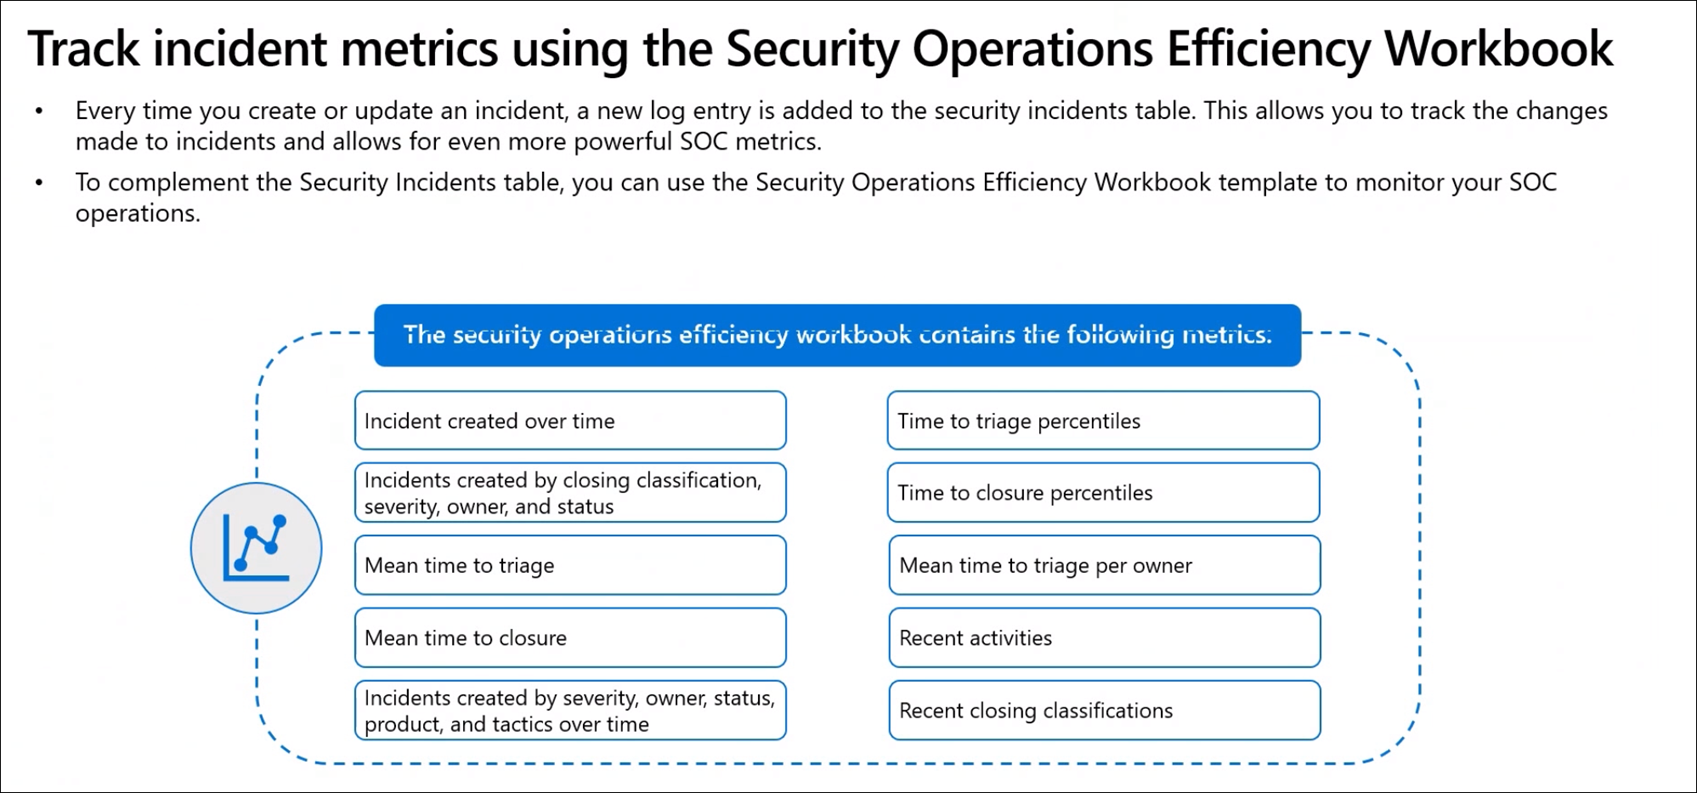 Track incident metrics using the Security Operations Efficiency Workbook
• Every time you create or update an incident, a new log entry is added to the security incidents table. This allows you to track the changes
made to incidents and allows for even more powerful SOC metrics.
• To complement the Security Incidents table, you can use the Security Operations Efficiency Workbook template to monitor your SOC
operations.
The security operations efficiency workbook contains the following metrics:
Incident created over time
Incidents created by closing classification,
severity, owner, and status
Mean time to triage
Mean time to closure
Incidents created by severity, owner, status,
product, and tactics over time
Time to triage percentiles
Time to closure percentiles
Mean time to triage per owner
Recent activities
Recent closing classifications